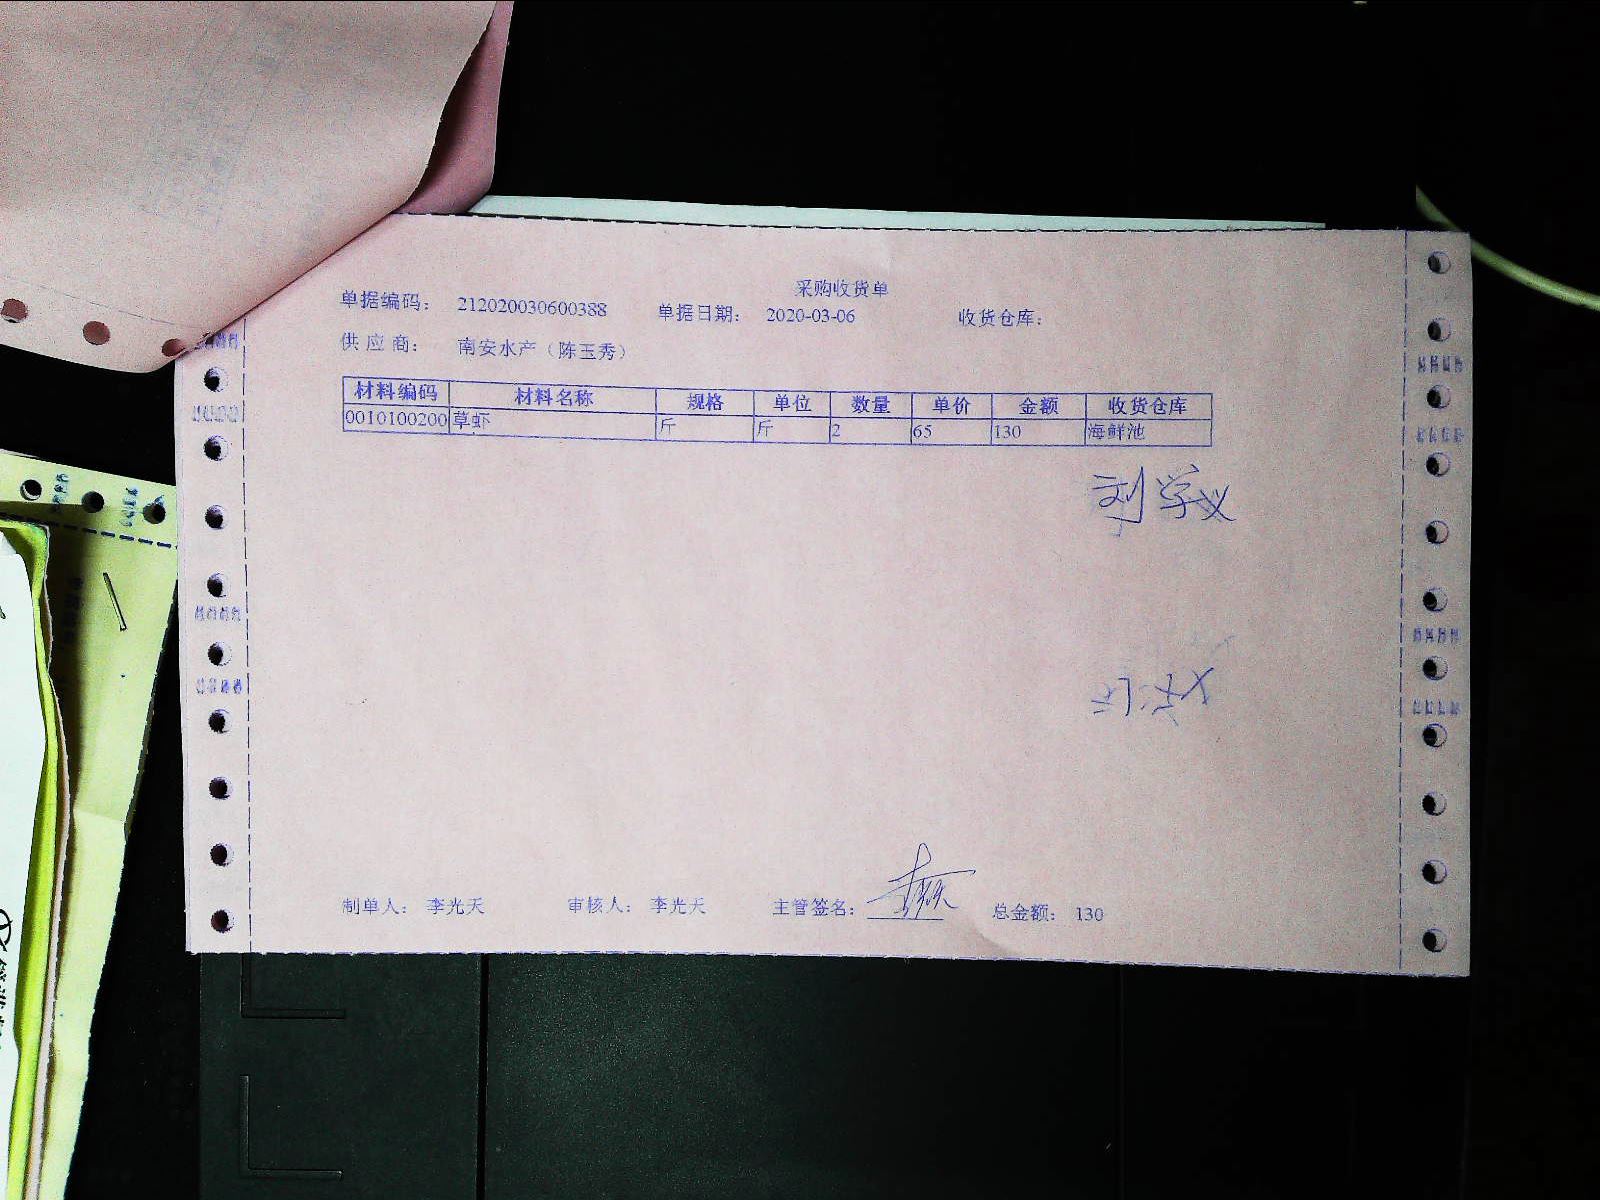 采购收货单
单据编码： 212020030600388 单据日期： 2020-03-06 收货仓库：
供 应 商： 南安水产（陈玉秀）
材料编码 材料名称 规格 单位 数量 单价 金额 收货仓库
0010100200 草虾 斤 斤 2 65 130 海鲜池
刘学义
制单人： 李光天 审核人： 李光天 主管签名： 总金额： 130